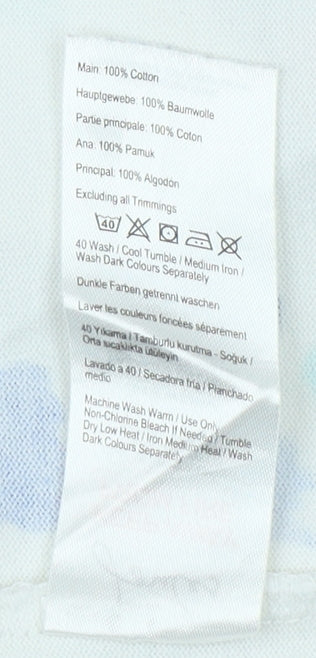 Main: 100% Cotton
Hauptgewebe: 100% Baumwolle
Partie principale: 100% Coton
Ana: 100% Pamuk
Principal: 100% Algodón
Excluding all Trimmings
40
40 Wash / Cool Tumble / Medium Iron /
Wash Dark Colours Separately
Dunkle Farben getrennt waschen
Laver les couleurs foncées séparément
40 Yıkama / Tamburlu kurutma - Soğuk /
Orta sıcaklıkta ütüleyin
Lavado a 40 / Secadora fria / Planchado
medio
Machine Wash Warm / Use Only
Non-Chlorine Bleach If Needed / Tumble
Dry Low Heat / Iron Medium Heat / Wash
Dark Colours Separately